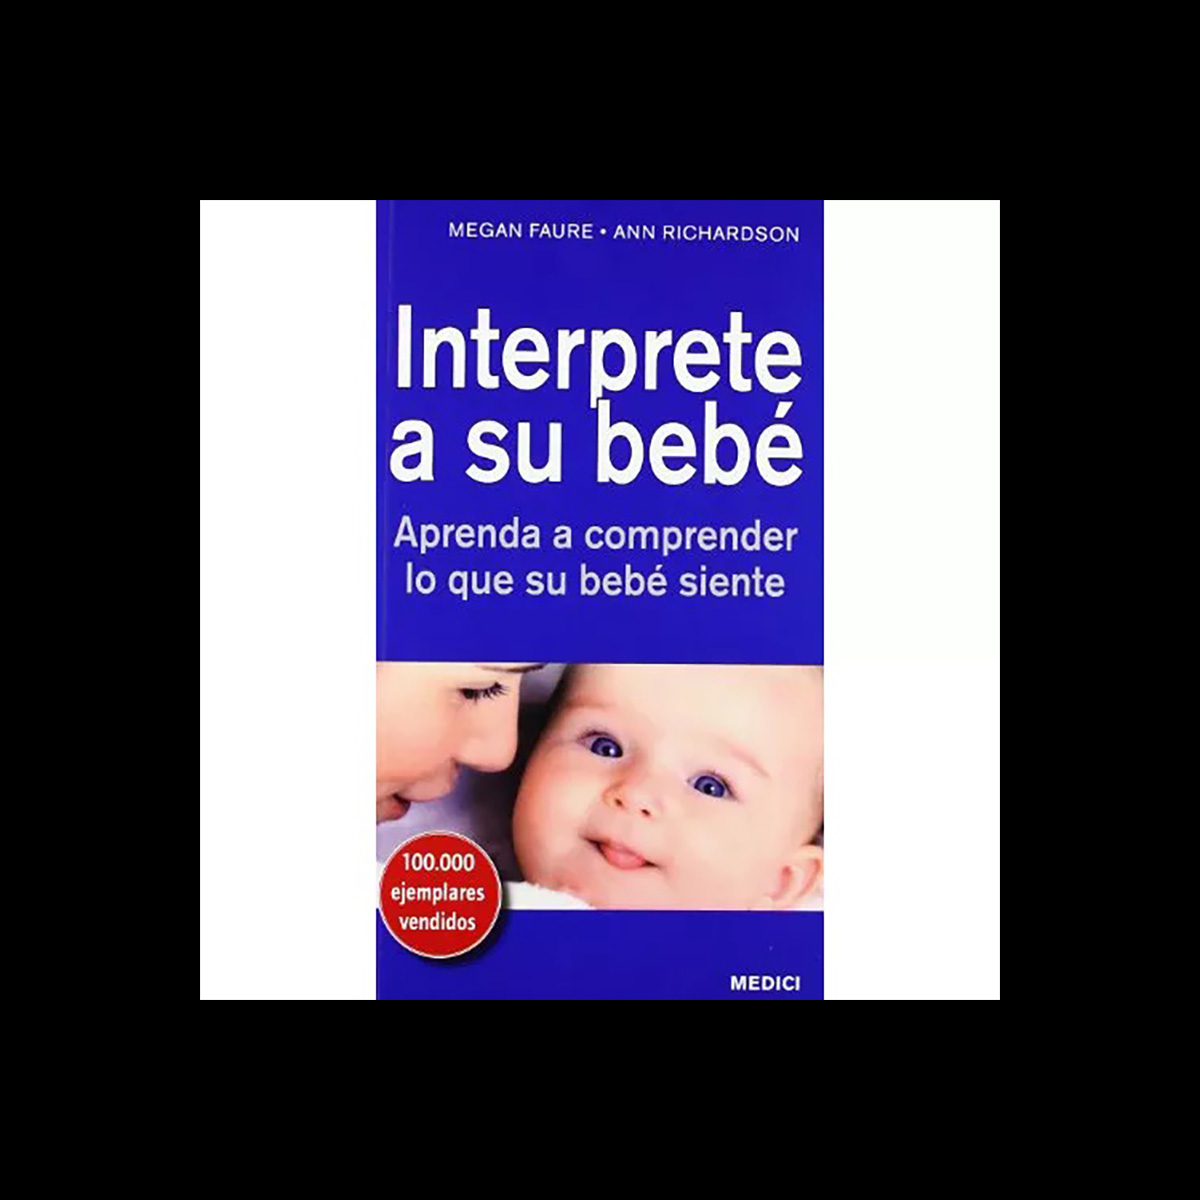 MEGAN FAURE • ANN RICHARDSON
Interprete
a su bebé
Aprenda a comprender
lo que su bebé siente
100.000
ejemplares
vendidos
MEDICI